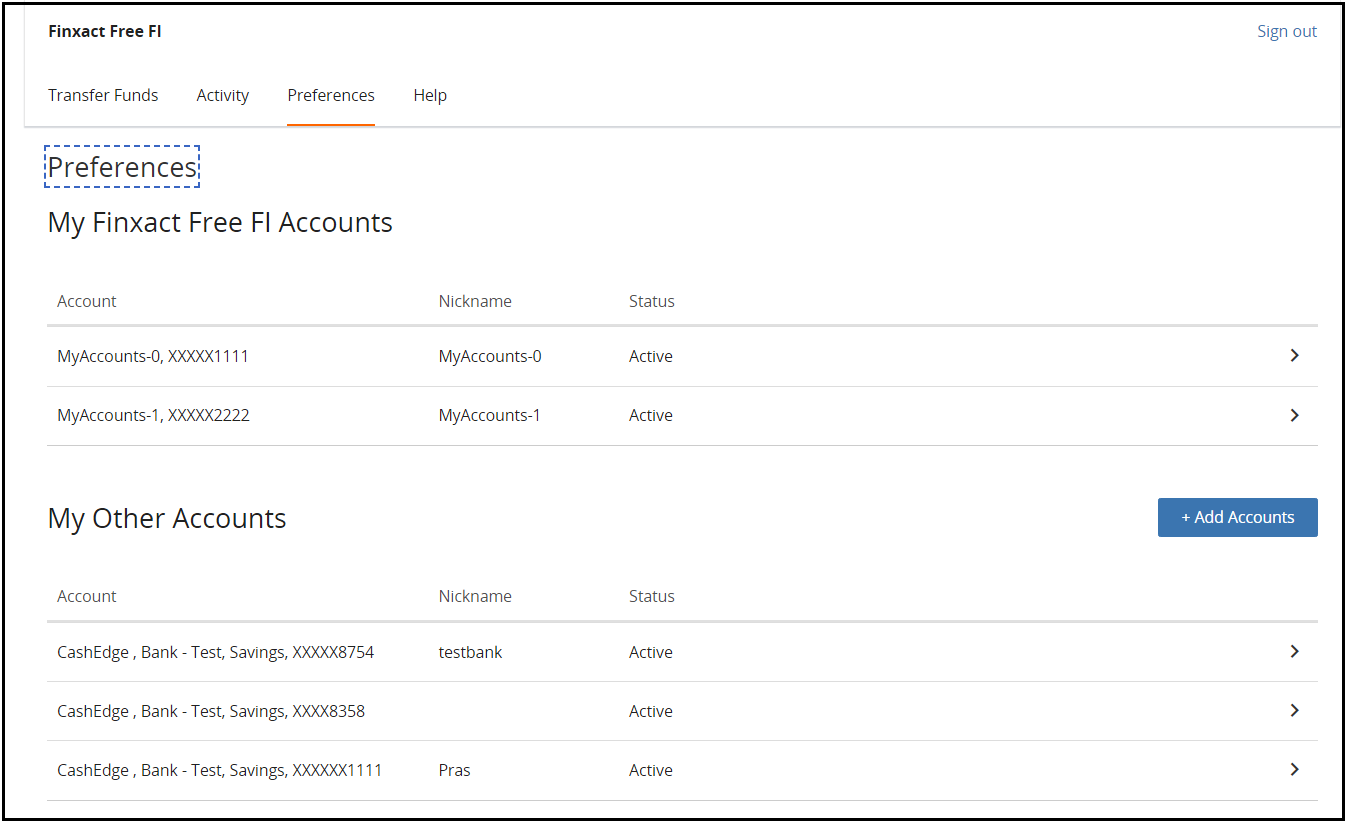 Finxact Free FI
Sign out
Transfer Funds Activity Preferences Help
Preferences
My Finxact Free FI Accounts
Account Nickname Status
MyAccounts-0, XXXXX1111 MyAccounts-0 Active
MyAccounts-1, XXXXX2222 MyAccounts-1 Active
My Other Accounts
+ Add Accounts
Account Nickname Status
CashEdge , Bank - Test, Savings, XXXXX8754 testbank Active
CashEdge , Bank - Test, Savings, XXXX8358 Active
CashEdge , Bank - Test, Savings, XXXXXX1111 Pras Active